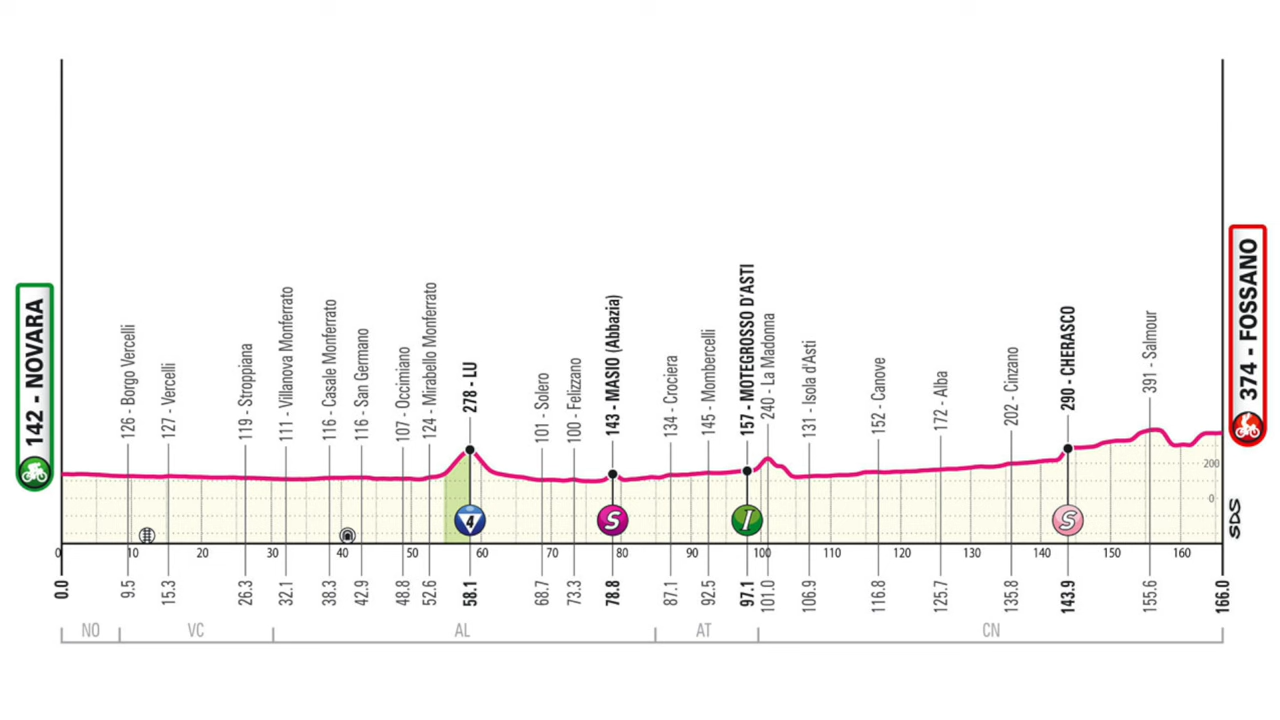 142 - NOVARA
126 - Borgo Vercelli
127 - Vercelli
119 - Stroppiana
111 - Villanova Monferrato
116 - Casale Monferrato
116 - San Germano
107 - Occimiano
124 - Mirabello Monferrato
278 - LU
101 - Solero
100 - Felizzano
143 - MASIO (Abbazia)
134 - Crociera
145 - Mombercelli
157 - MOTEGROSSO D'ASTI
240 - La Madonna
131 - Isola d'Asti
152 - Canove
172 - Alba
202 - Cinzano
290 - CHERASCO
391 - Salmour
374 - FOSSANO
200
0
4
S
I
S
SDS
0 10 20 30 40 50 60 70 80 90 100 110 120 130 140 150 160
0.0 9.5 15.3 26.3 32.1 38.3 42.9 48.8 52.6 58.1 68.7 73.3 78.8 87.1 92.5 97.1 101.0 106.9 116.8 125.7 135.8 143.9 155.6 166.0
NO VC AL AT CN